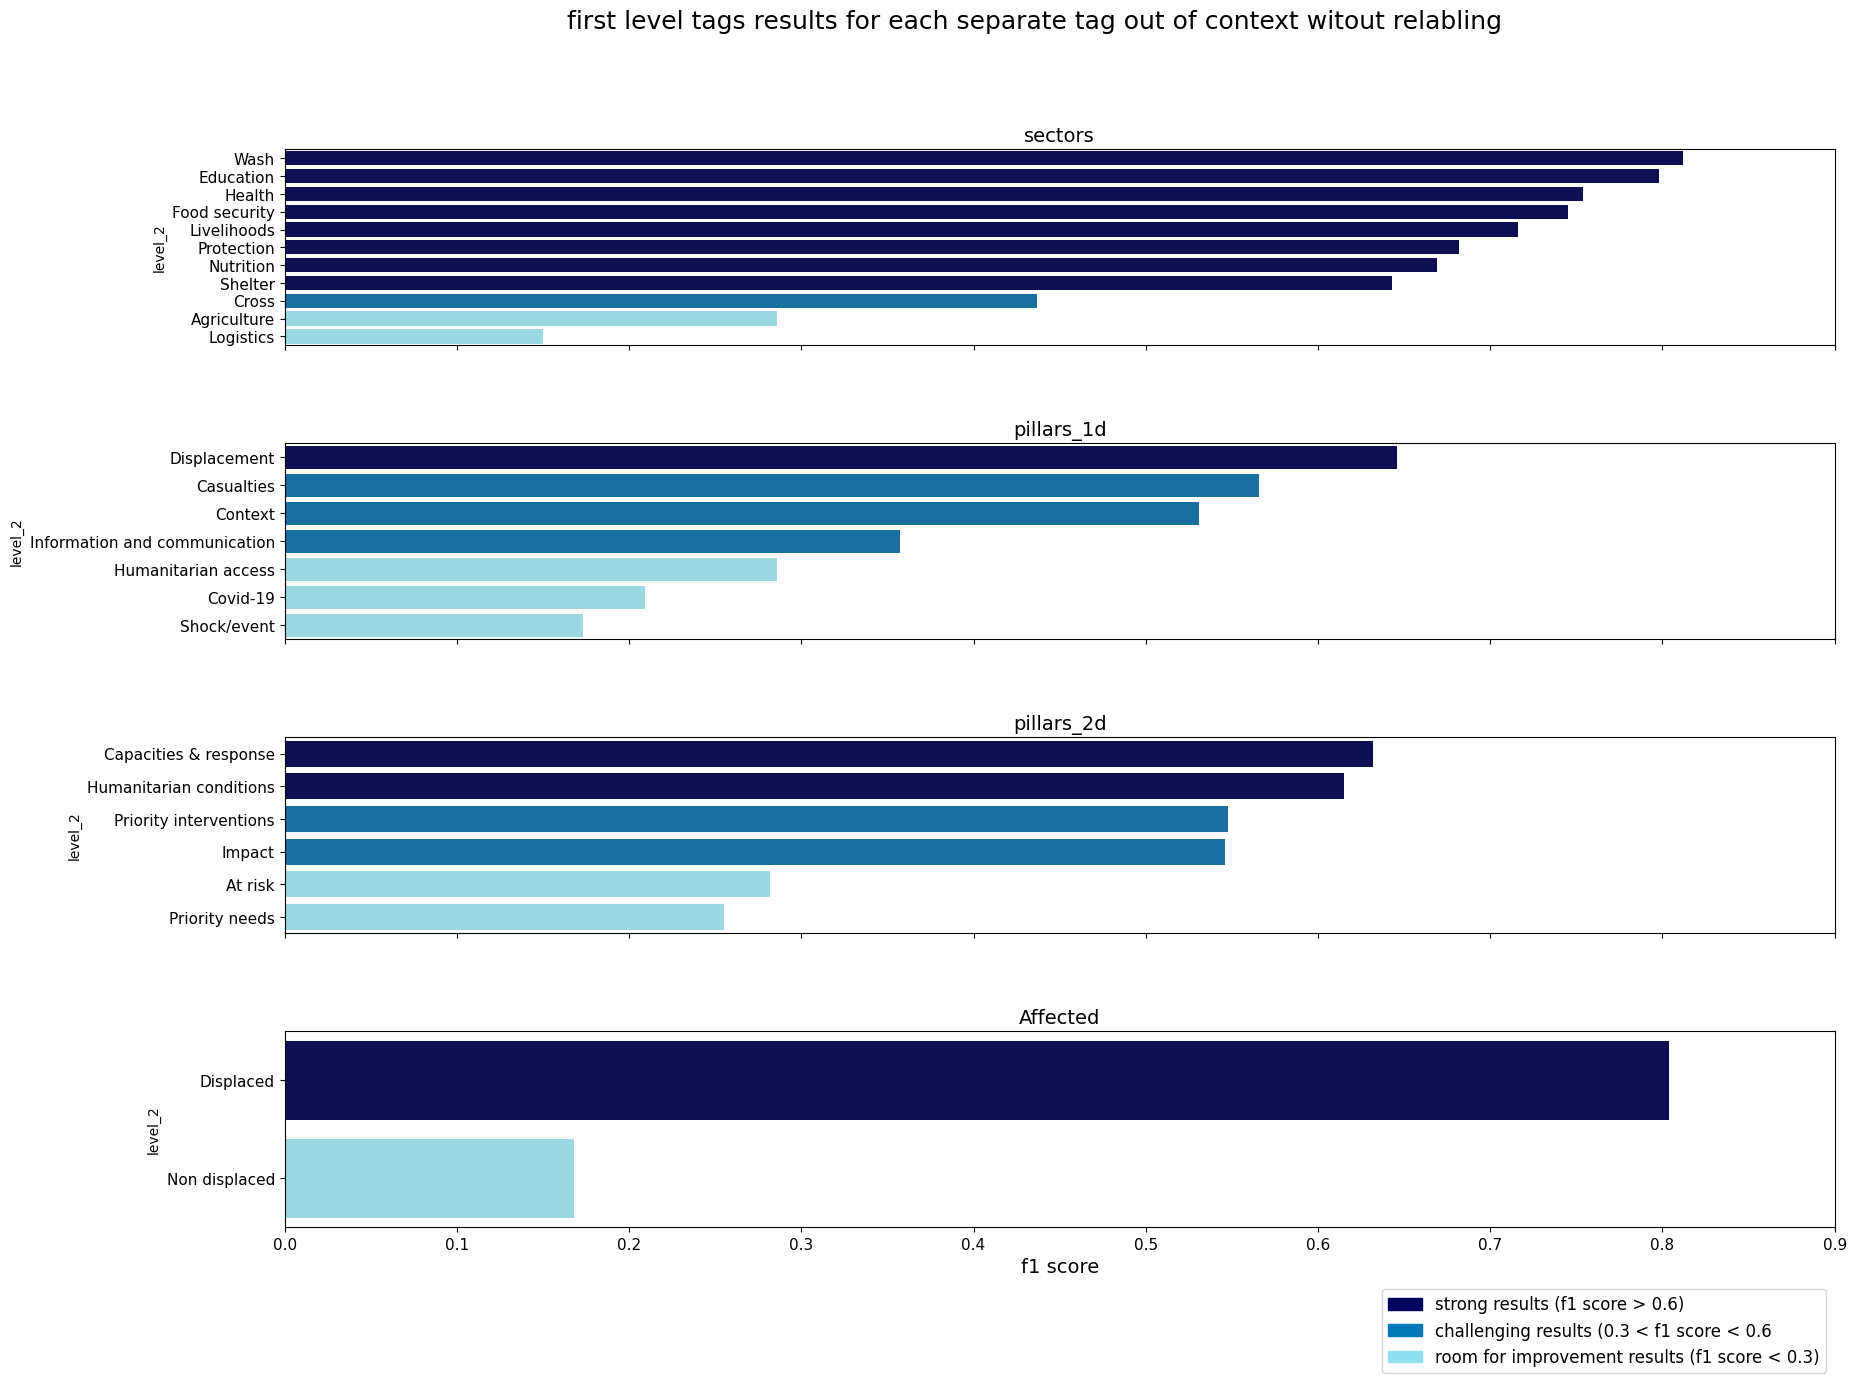 first level tags results for each separate tag out of context witout relabling
sectors
level_2
Wash
Education
Health
Food security
Livelihoods
Protection
Nutrition
Shelter
Cross
Agriculture
Logistics
pillars_1d
level_2
Displacement
Casualties
Context
Information and communication
Humanitarian access
Covid-19
Shock/event
pillars_2d
level_2
Capacities & response
Humanitarian conditions
Priority interventions
Impact
At risk
Priority needs
Affected
level_2
Displaced
Non displaced
0.0 0.1 0.2 0.3 0.4 0.5 0.6 0.7 0.8 0.9
f1 score
strong results (f1 score > 0.6)
challenging results (0.3 < f1 score < 0.6
room for improvement results (f1 score < 0.3)